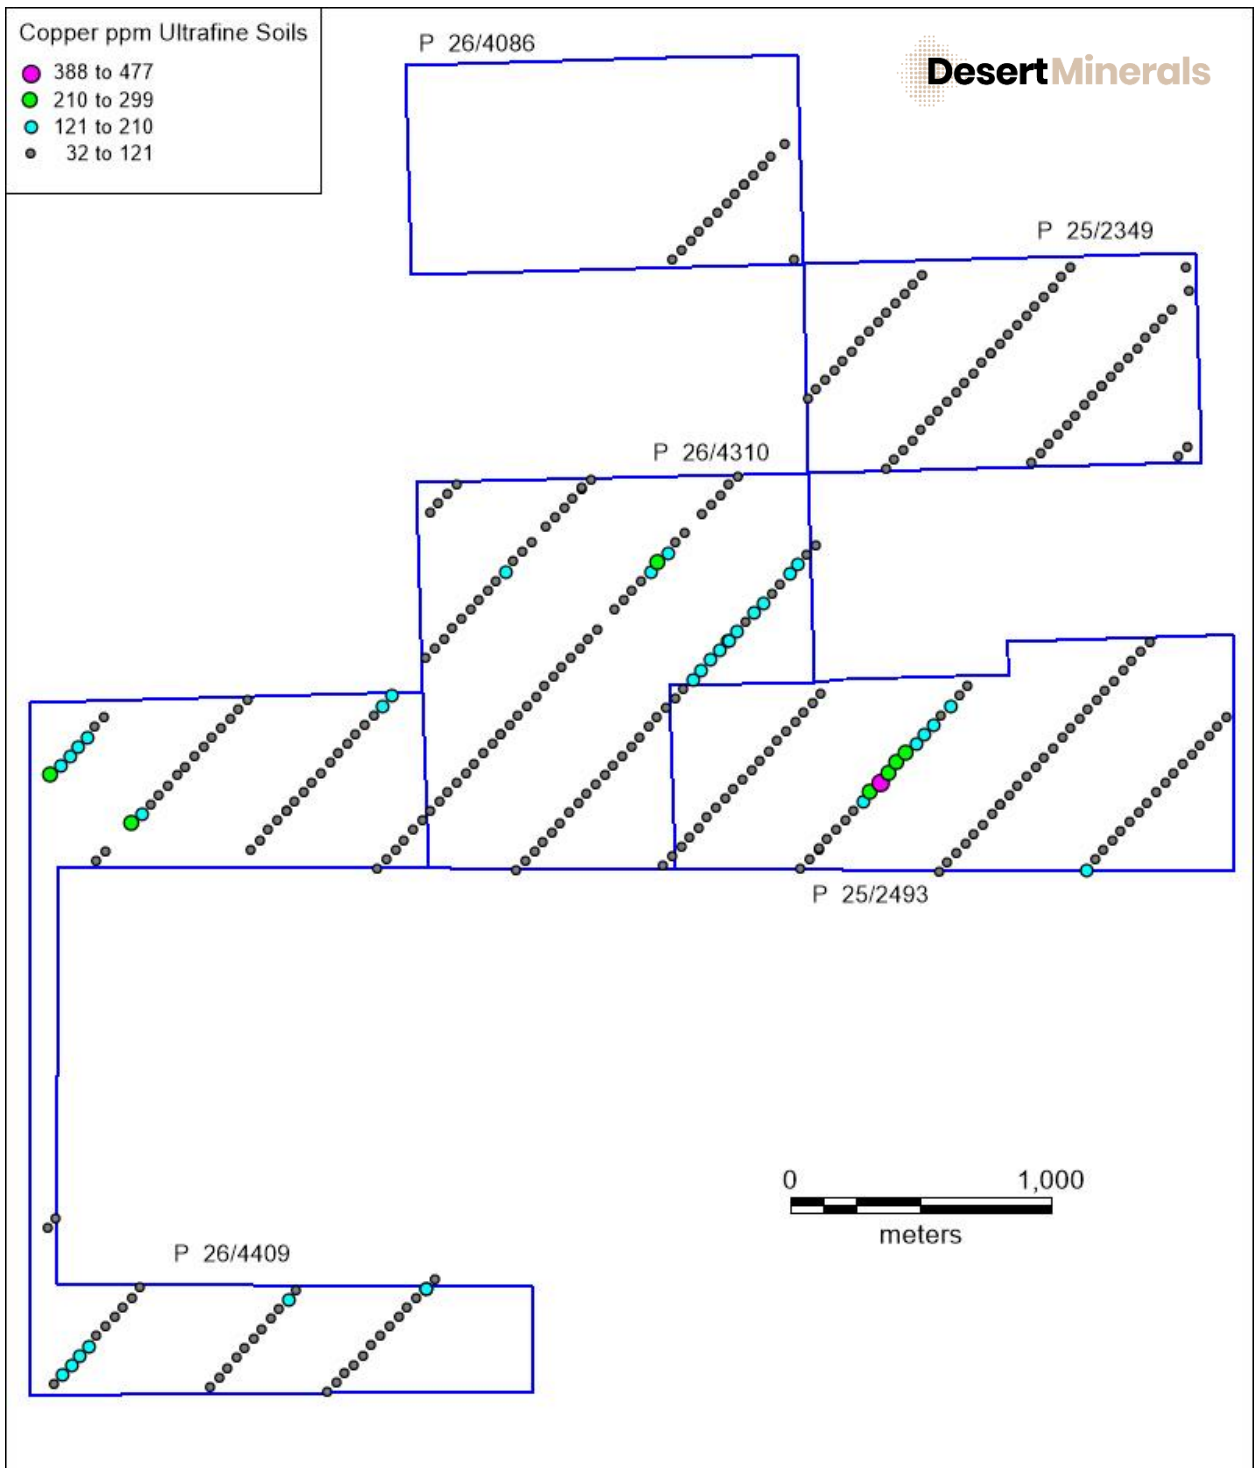 Copper ppm Ultrafine Soils
388 to 477
210 to 299
121 to 210
32 to 121
P 26/4086
DesertMinerals
P 25/2349
P 26/4310
P 25/2493
0 1,000
meters
P 26/4409